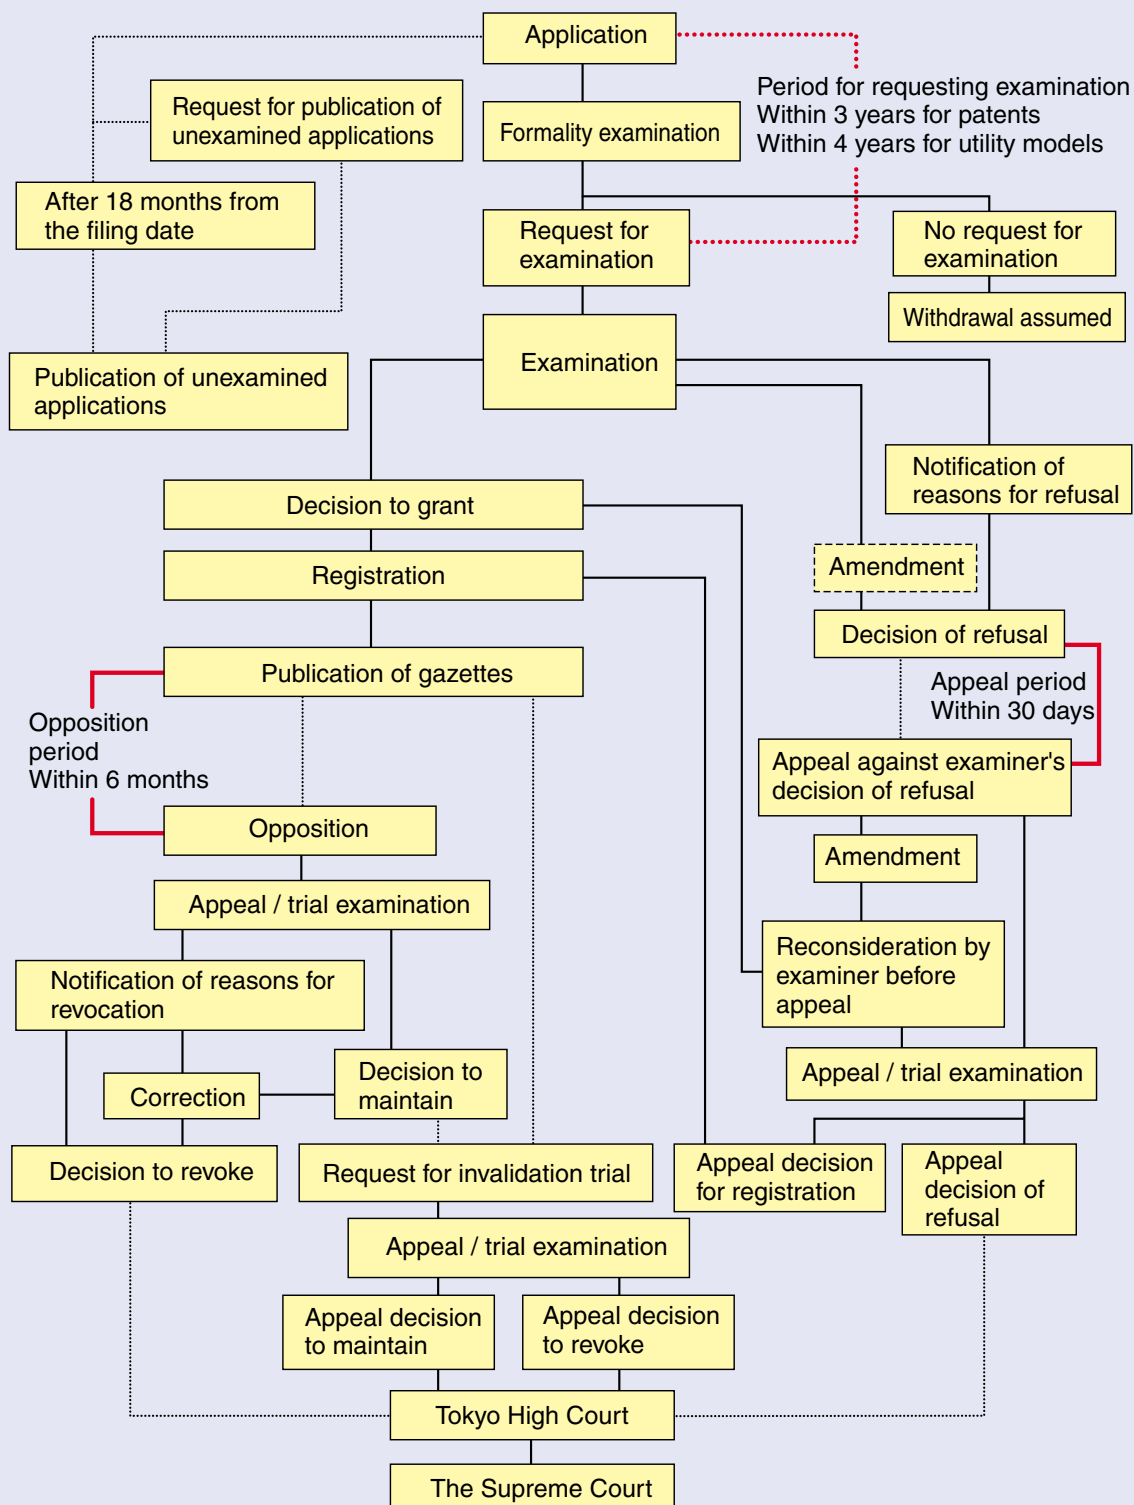 Application
Period for requesting examination
Within 3 years for patents
Within 4 years for utility models
Request for publication of
unexamined applications
Formality examination
After 18 months from
the filing date
Request for
examination
No request for
examination
Withdrawal assumed
Publication of unexamined
applications
Examination
Notification of
reasons for refusal
Decision to grant
Amendment
Registration
Decision of refusal
Publication of gazettes
Appeal period
Within 30 days
Opposition
period
Within 6 months
Appeal against examiner's
decision of refusal
Opposition
Amendment
Appeal / trial examination
Reconsideration by
examiner before
appeal
Notification of reasons for
revocation
Appeal / trial examination
Correction
Decision to
maintain
Decision to revoke
Request for invalidation trial
Appeal decision
for registration
Appeal
decision of
refusal
Appeal / trial examination
Appeal decision
to maintain
Appeal decision
to revoke
Tokyo High Court
The Supreme Court